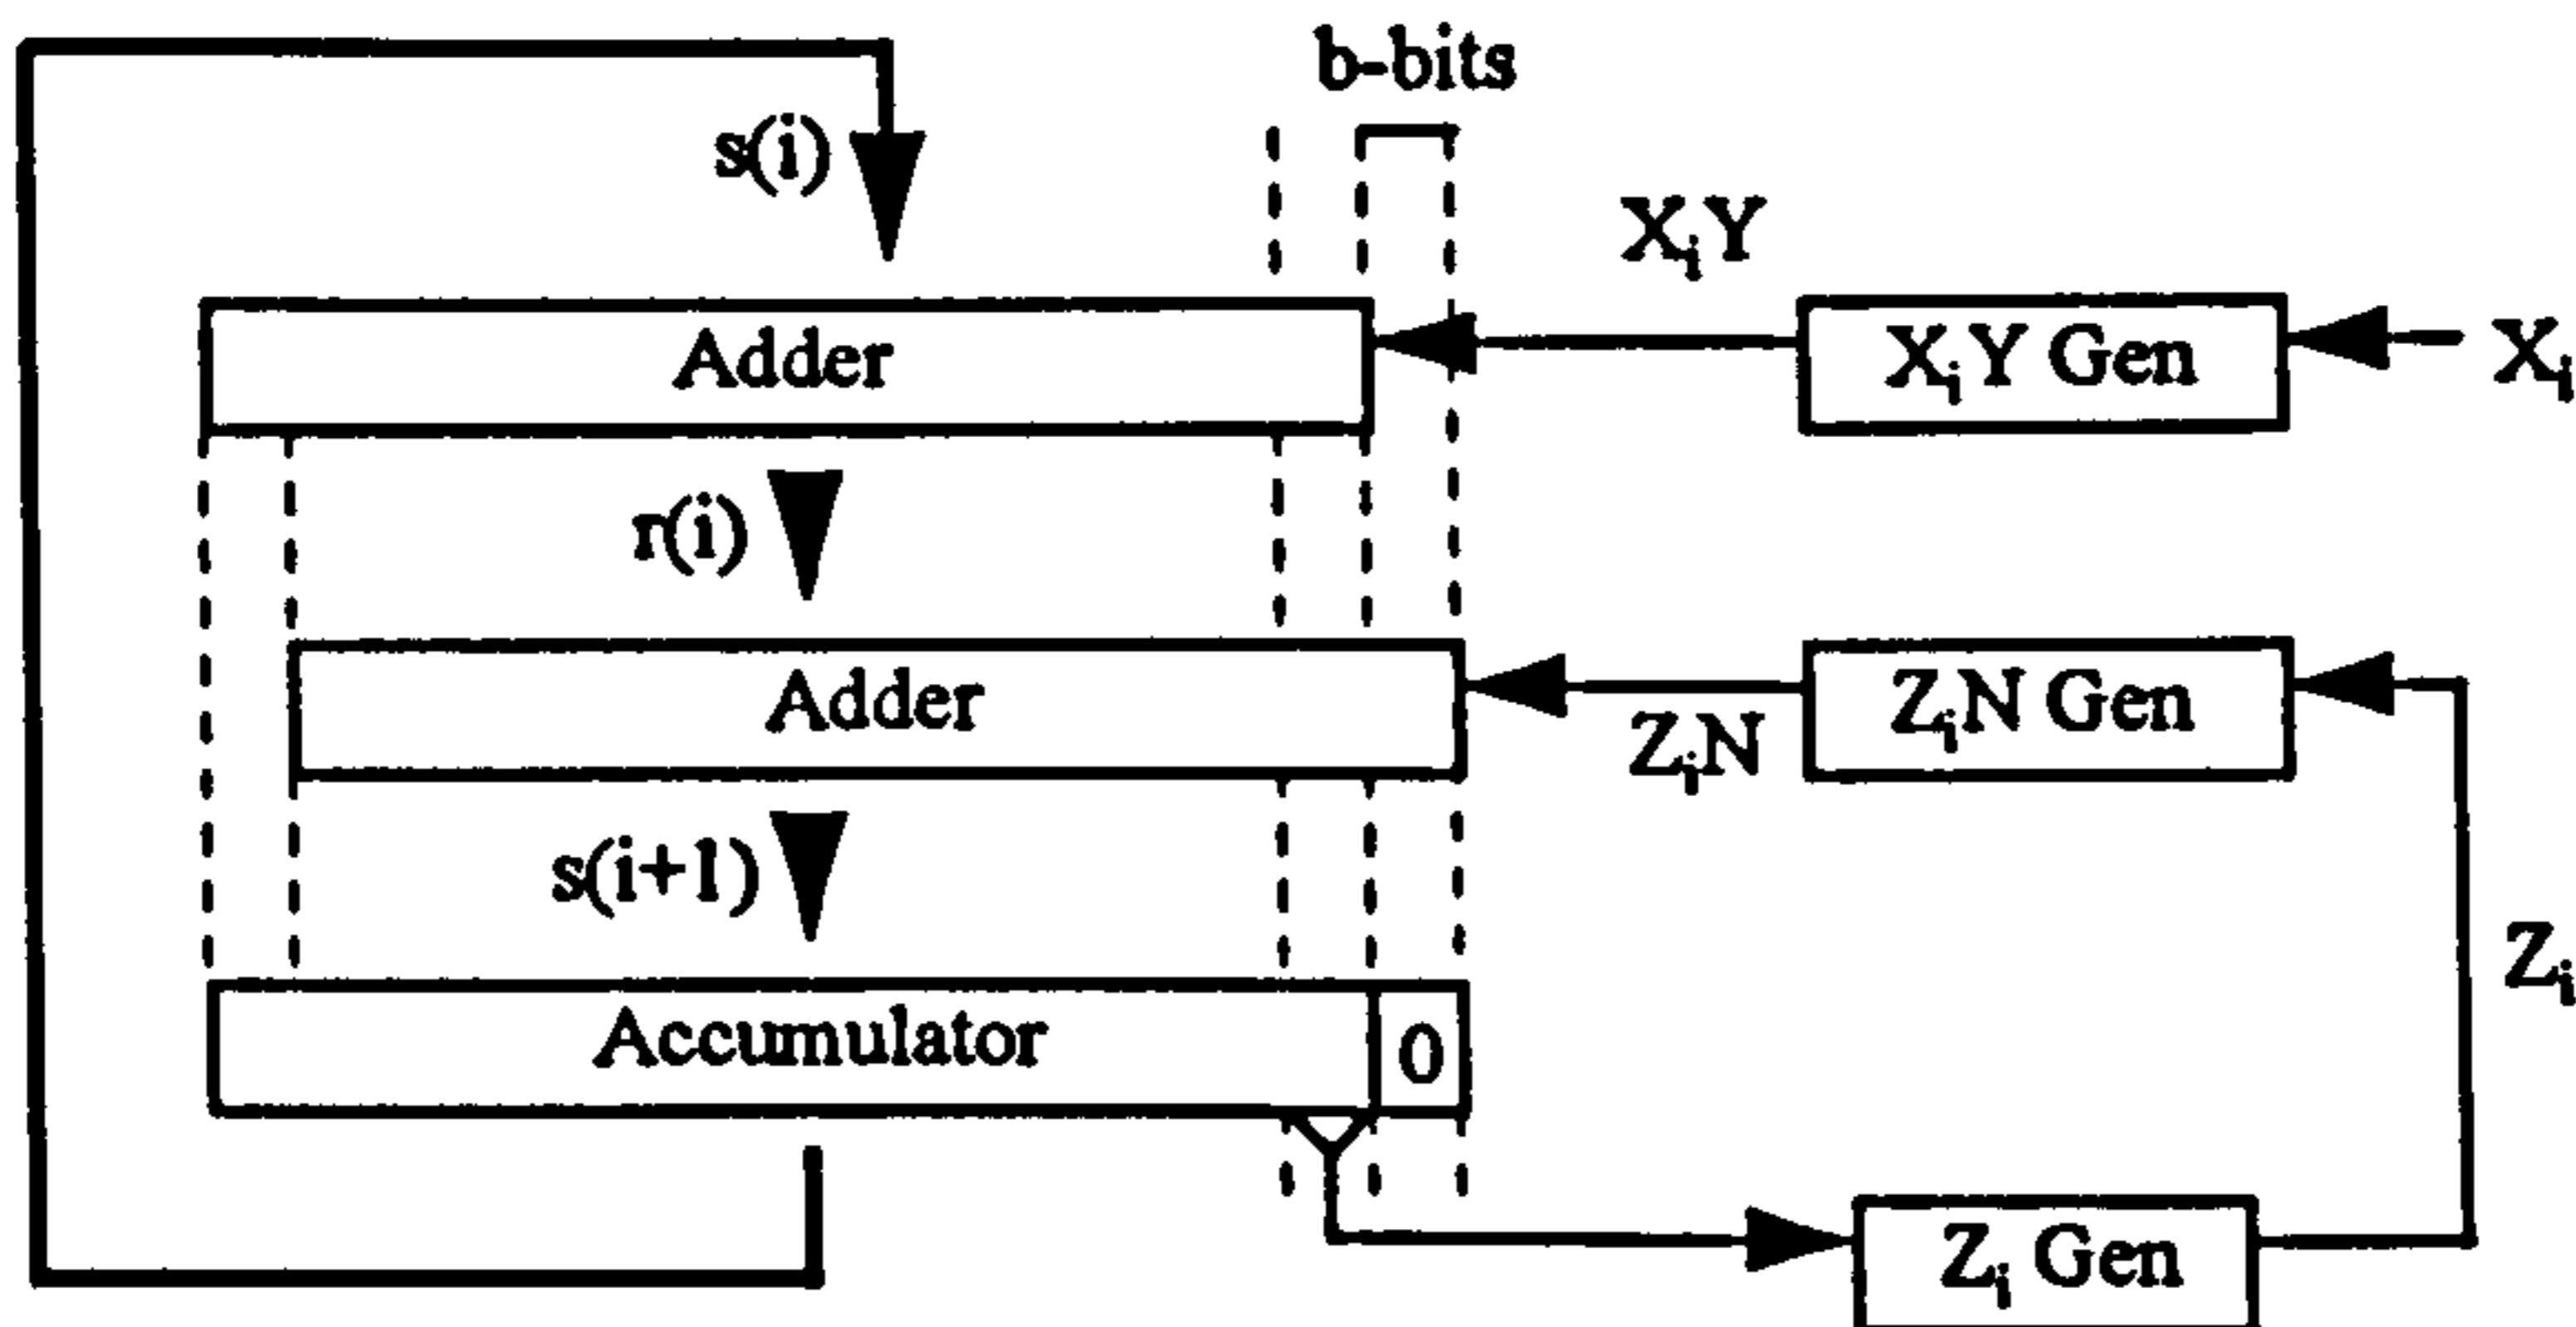 b-bits
s(i)
XᵢY
Adder
XᵢY Gen
Xᵢ
r(i)
Adder
ZᵢN
ZᵢN Gen
s(i+1)
Zᵢ
Accumulator
0
Zᵢ Gen